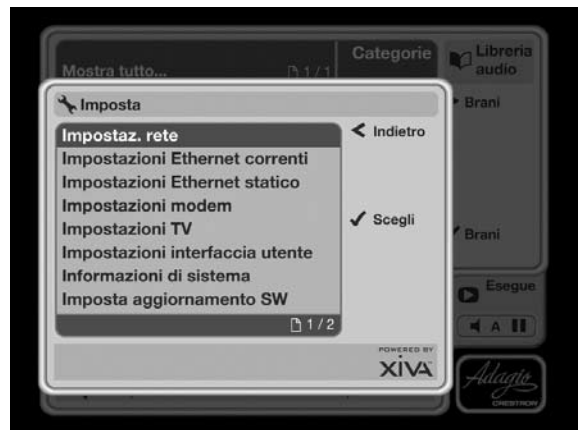 Categorie
Mostra tutto...
1/1
Libreria
audio
Brani
Imposta
Impostaz. rete
Impostazioni Ethernet correnti
Impostazioni Ethernet statico
Impostazioni modem
Impostazioni TV
Impostazioni interfaccia utente
Informazioni di sistema
Imposta aggiornamento SW
1/2
Indietro
Scegli
Brani
Esegue
A
POWERED BY
XiVA
Adagio
CRESTRON